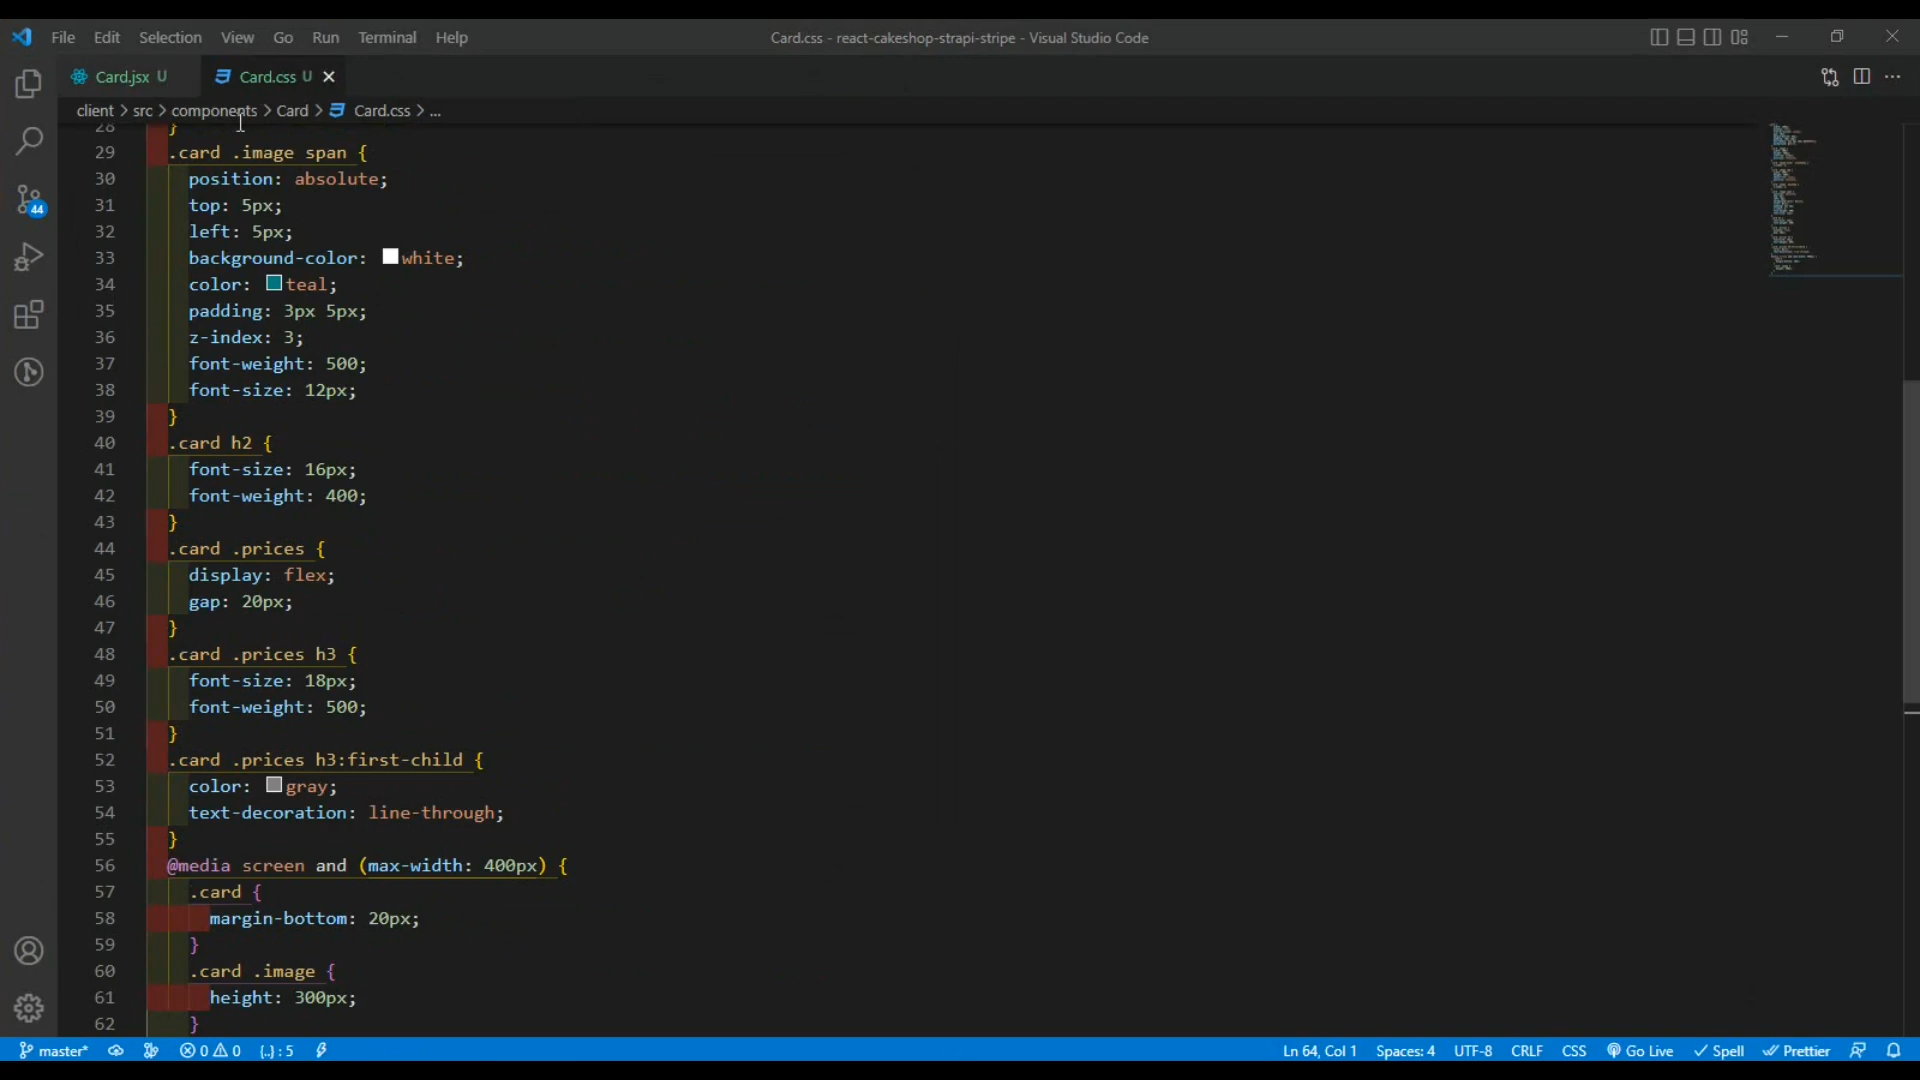 File Edit Selection View Go Run Terminal Help
Card.css - react-cakeshop-strapi-stripe - Visual Studio Code
Card.jsx U
Card.css U
client > src > components > Card > Card.css > ...
28 }
29 .card .image span {
30 position: absolute;
31 top: 5px;
32 left: 5px;
33 background-color: white;
34 color: teal;
35 padding: 3px 5px;
36 z-index: 3;
37 font-weight: 500;
38 font-size: 12px;
39 }
40 .card h2 {
41 font-size: 16px;
42 font-weight: 400;
43 }
44 .card .prices {
45 display: flex;
46 gap: 20px;
47 }
48 .card .prices h3 {
49 font-size: 18px;
50 font-weight: 500;
51 }
52 .card .prices h3:first-child {
53 color: gray;
54 text-decoration: line-through;
55 }
56 @media screen and (max-width: 400px) {
57 .card {
58 margin-bottom: 20px;
59 }
60 .card .image {
61 height: 300px;
62 }
44
master* 0 0 {..} : 5
Ln 64, Col 1 Spaces: 4 UTF-8 CRLF CSS Go Live Spell Prettier